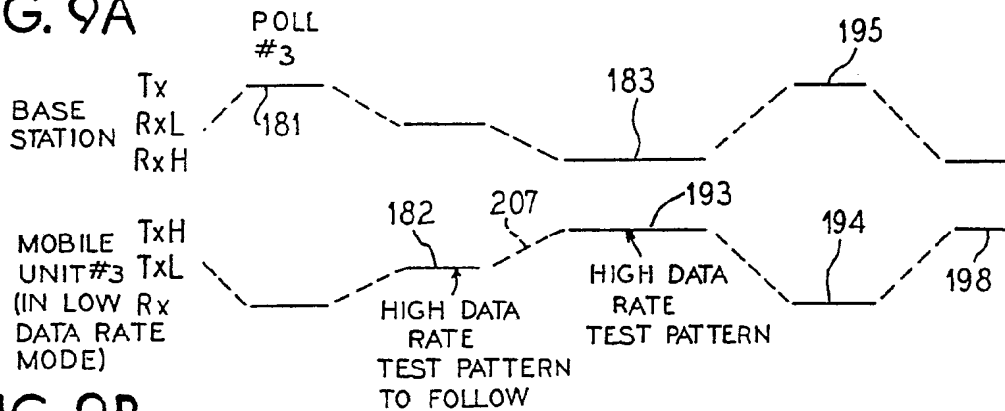 G. 9A
POLL
#3
195
Tx
183
BASE
STATION
RxL
181
RxH
207
193
182
194
TxH
MOBILE
UNIT#3
(IN LOW
DATA RATE
MODE)
TxL
Rx
198
HIGH DATA
RATE
TEST PATTERN
TO FOLLOW
HIGH DATA
RATE
TEST PATTERN